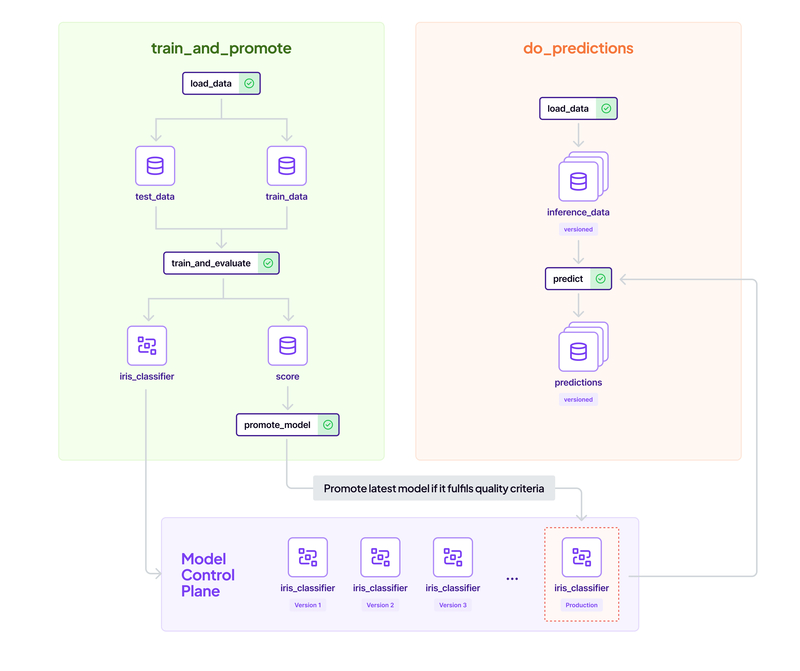 train_and_promote
load_data
test_data
train_data
train_and_evaluate
iris_classifier
score
promote_model
do_predictions
load_data
inference_data
versioned
predict
predictions
versioned
Promote latest model if it fulfils quality criteria
Model
Control
Plane
iris_classifier
Version 1
iris_classifier
Version 2
iris_classifier
Version 3
...
iris_classifier
Production